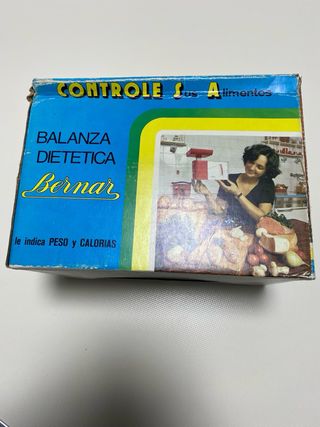 CONTROLE Sus Alimentos
BALANZA
DIETETICA
Bernar
le indica PESO y CALORIAS